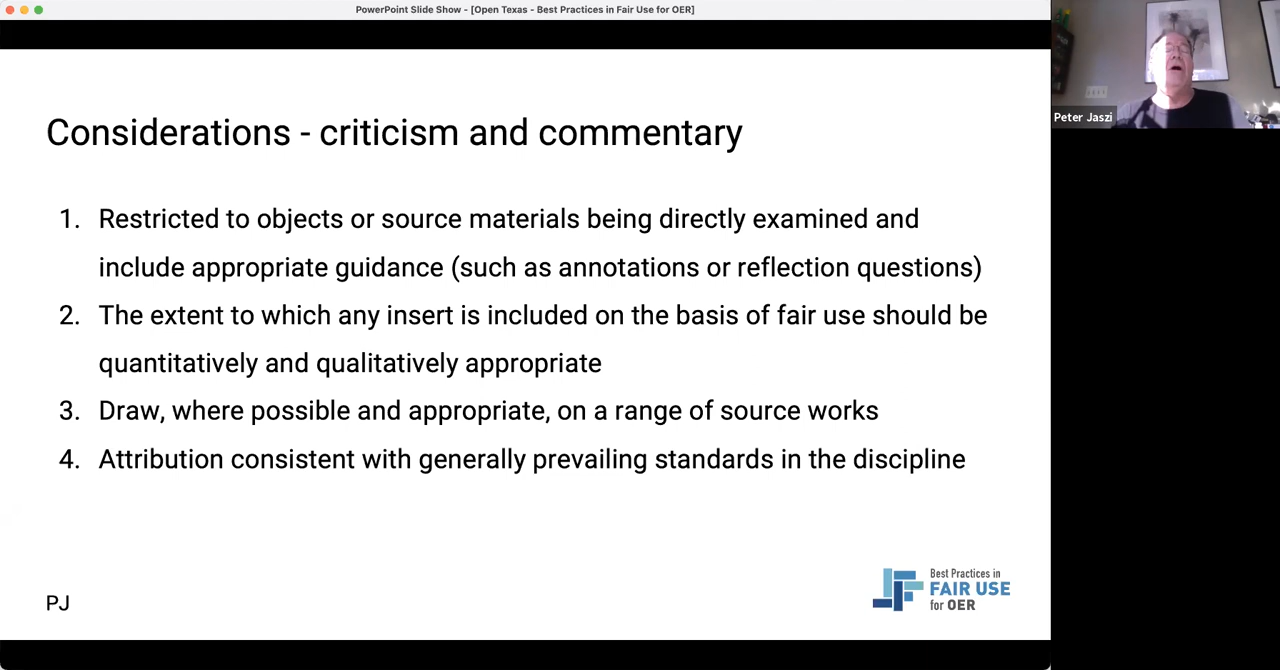 PowerPoint Slide Show - [Open Texas - Best Practices in Fair Use for OER]
Peter Jaszi
Considerations - criticism and commentary
1. Restricted to objects or source materials being directly examined and
include appropriate guidance (such as annotations or reflection questions)
2. The extent to which any insert is included on the basis of fair use should be
quantitatively and qualitatively appropriate
3. Draw, where possible and appropriate, on a range of source works
4. Attribution consistent with generally prevailing standards in the discipline
PJ
Best Practices in
FAIR USE
for OER